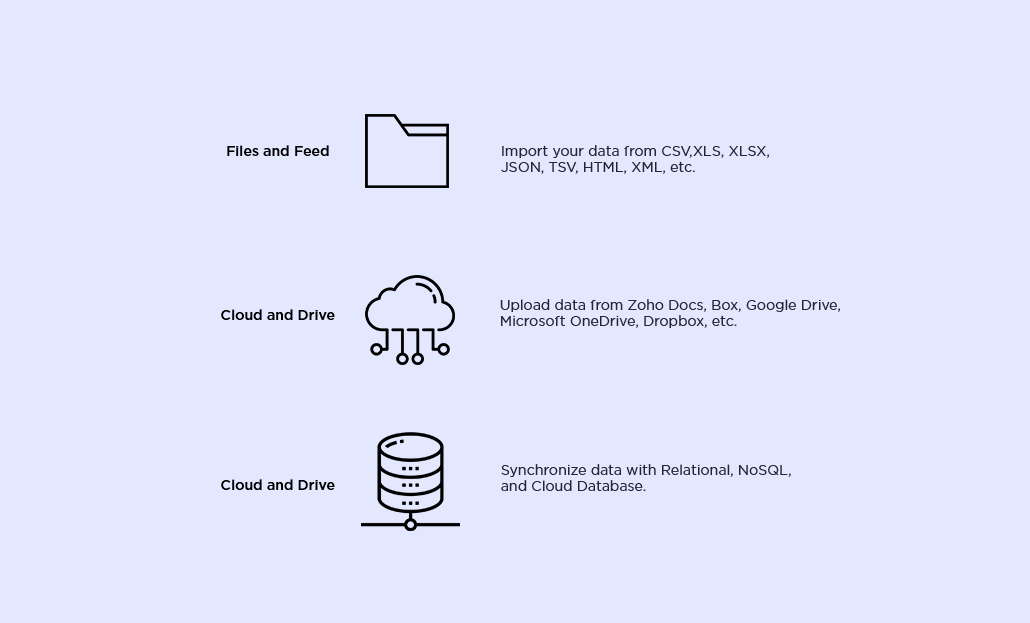 Files and Feed
Import your data from CSV,XLS, XLSX,
JSON, TSV, HTML, XML, etc.
Cloud and Drive
Upload data from Zoho Docs, Box, Google Drive,
Microsoft OneDrive, Dropbox, etc.
Cloud and Drive
Synchronize data with Relational, NoSQL,
and Cloud Database.